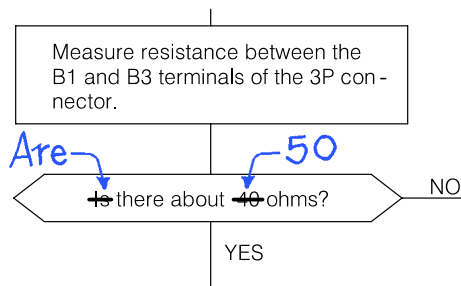 Measure resistance between the
B1 and B3 terminals of the 3P con-
nector.
Are 50
Is there about 40 ohms?
NO
YES